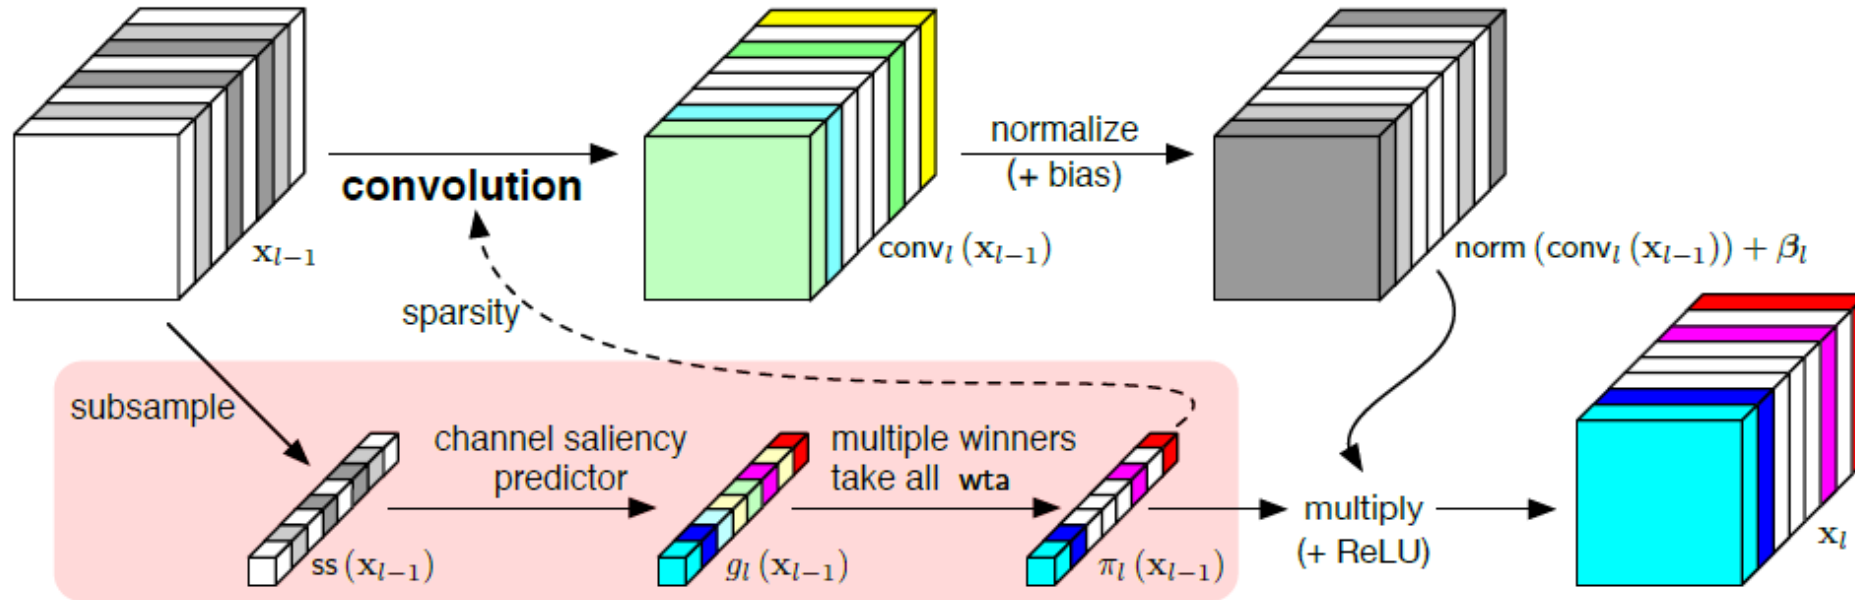 convolution
normalize
(+ bias)
x_{l−1}
conv_l (x_{l−1})
norm (conv_l (x_{l−1})) + β_l
sparsity
subsample
channel saliency
predictor
multiple winners
take all wta
multiply
(+ ReLU)
ss (x_{l−1})
g_l (x_{l−1})
π_l (x_{l−1})
x_l